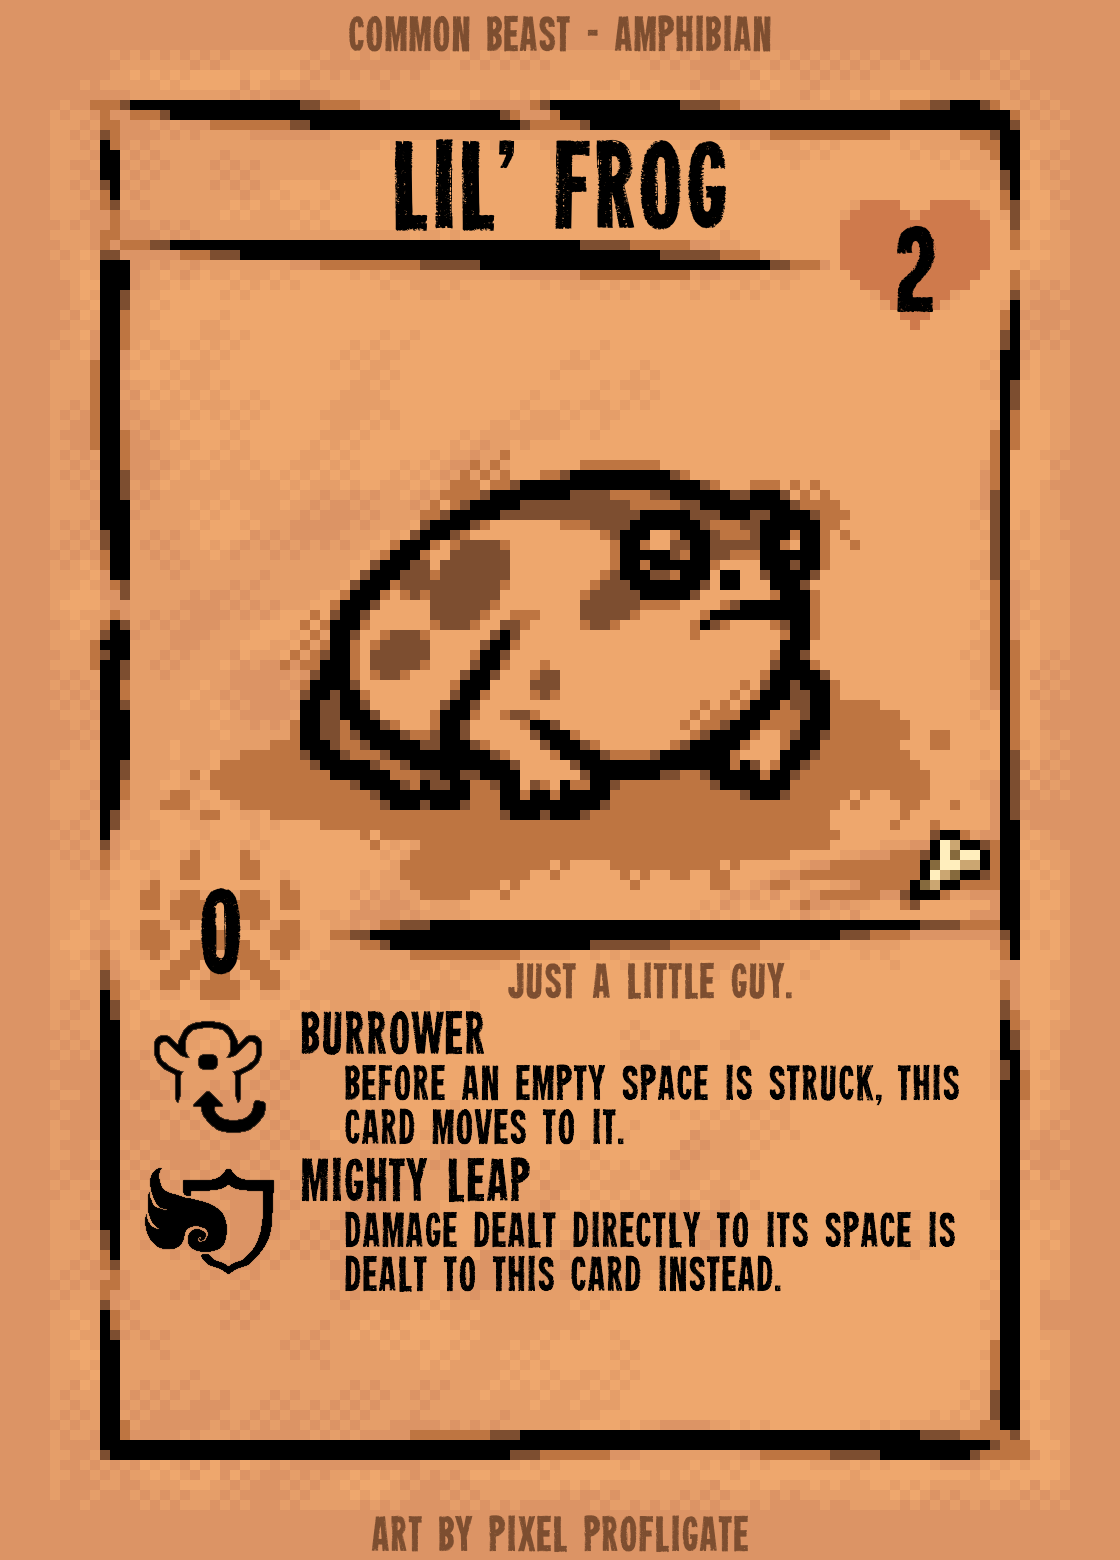 COMMON BEAST - AMPHIBIAN
LIL' FROG
2
0
JUST A LITTLE GUY.
BURROWER
BEFORE AN EMPTY SPACE IS STRUCK, THIS
CARD MOVES TO IT.
MIGHTY LEAP
DAMAGE DEALT DIRECTLY TO ITS SPACE IS
DEALT TO THIS CARD INSTEAD.
ART BY PIXEL PROFLIGATE